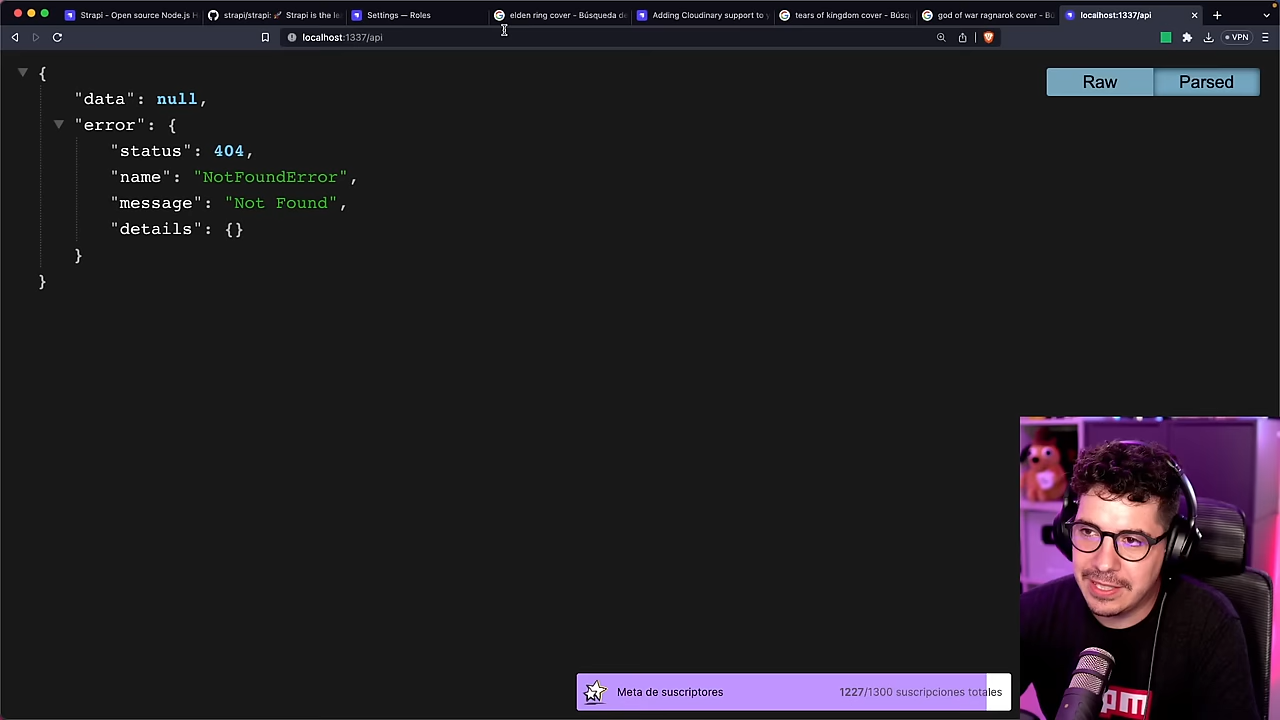 Strapi - Open source Node.js H
strapi/strapi: 🚀 Strapi is the le
Settings — Roles
elden ring cover - Búsqueda de
Adding Cloudinary support to y
tears of kingdom cover - Búsq
god of war ragnarok cover - Bú
localhost:1337/api
localhost:1337/api
VPN
{
"data": null,
"error": {
"status": 404,
"name": "NotFoundError",
"message": "Not Found",
"details": {}
}
}
Raw
Parsed
Meta de suscriptores
1227/1300 suscripciones totales